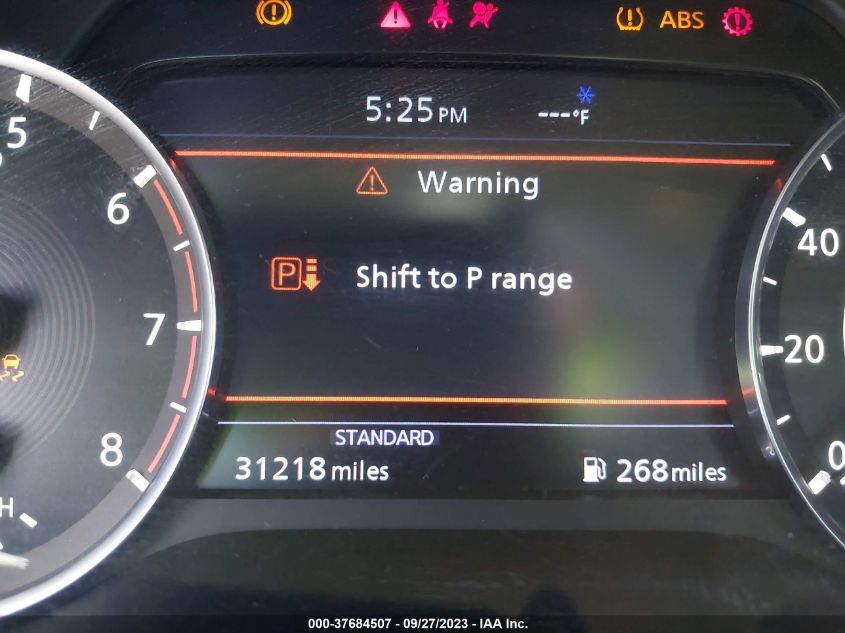 ABS
5:25 PM
---°F
5
6
7
8
Warning
P
Shift to P range
40
20
0
STANDARD
31218 miles
268 miles
H
000-37684507 - 09/27/2023 - IAA Inc.